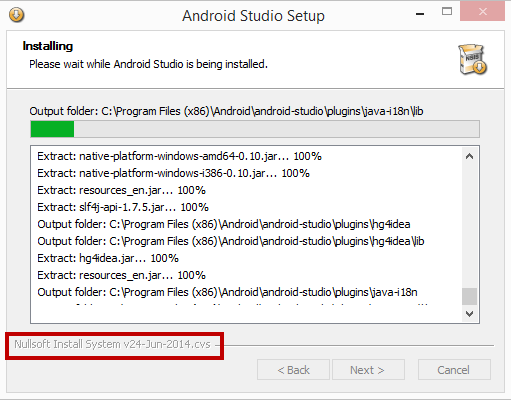 Android Studio Setup
Installing
Please wait while Android Studio is being installed.
NSIS
Output folder: C:\Program Files (x86)\Android\android-studio\plugins\java-i18n\lib
Extract: native-platform-windows-amd64-0.10.jar... 100%
Extract: native-platform-windows-i386-0.10.jar... 100%
Extract: resources_en.jar... 100%
Extract: slf4j-api-1.7.5.jar... 100%
Output folder: C:\Program Files (x86)\Android\android-studio\plugins\hg4idea
Output folder: C:\Program Files (x86)\Android\android-studio\plugins\hg4idea\lib
Extract: hg4idea.jar... 100%
Extract: resources_en.jar... 100%
Output folder: C:\Program Files (x86)\Android\android-studio\plugins\java-i18n
Nullsoft Install System v24-Jun-2014.cvs
< Back
Next >
Cancel